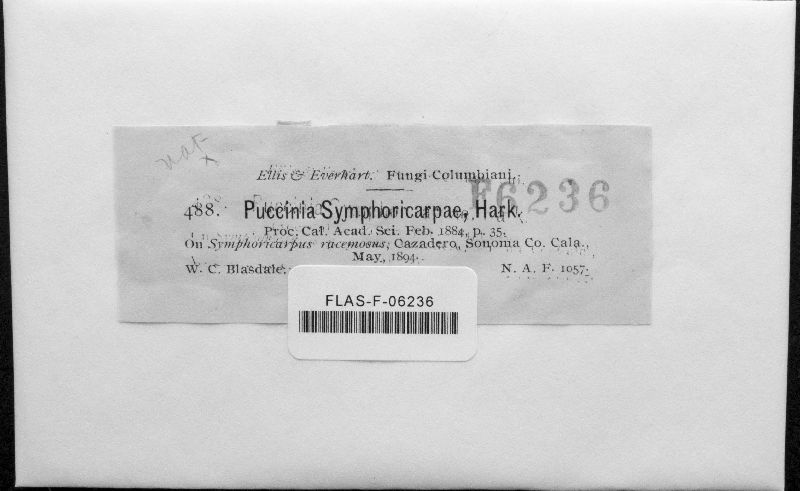 not
x
Ellis & Everhart. Fungi Columbiani.
F6236
488. Puccinia Symphoricarpae, Hark.
Proc. Cal. Acad. Sci. Feb. 1884, p. 35.
On Symphoricarpus racemosus, Cazadero, Sonoma Co. Cala.,
May, 1894.
W. C. Blasdale. N. A. F. 1057.
FLAS-F-06236